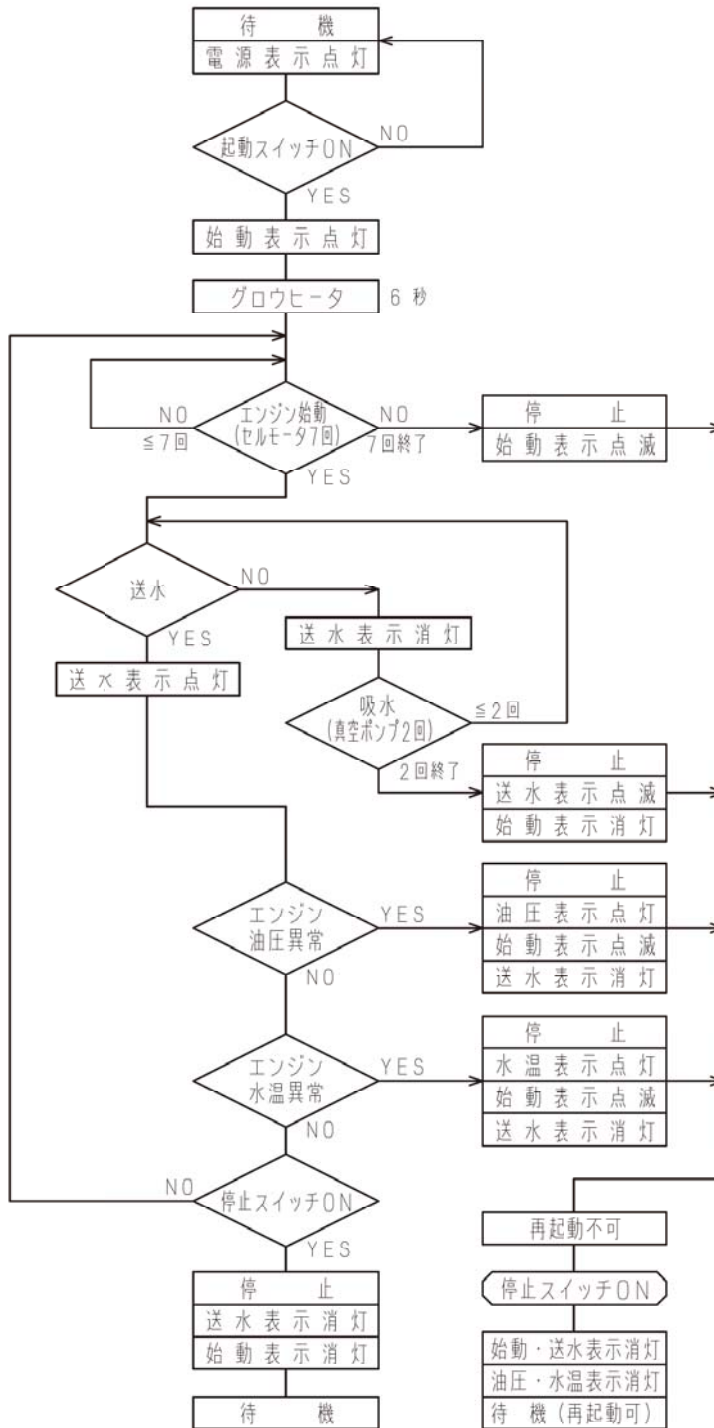 待機
電源表示点灯
起動スイッチON
NO
YES
始動表示点灯
グロウヒータ
6秒
エンジン始動
(セルモータ7回)
NO
≦7回
NO
7回終了
YES
停止
始動表示点滅
送水
NO
YES
送水表示消灯
送水表示点灯
吸水
(真空ポンプ2回)
≦2回
2回終了
停止
送水表示点滅
始動表示消灯
エンジン
油圧異常
YES
NO
停止
油圧表示点灯
始動表示点滅
送水表示消灯
エンジン
水温異常
YES
NO
停止
水温表示点灯
始動表示点滅
送水表示消灯
NO
停止スイッチON
YES
停止
送水表示消灯
始動表示消灯
待機
再起動不可
停止スイッチON
始動・送水表示消灯
油圧・水温表示消灯
待機(再起動可)